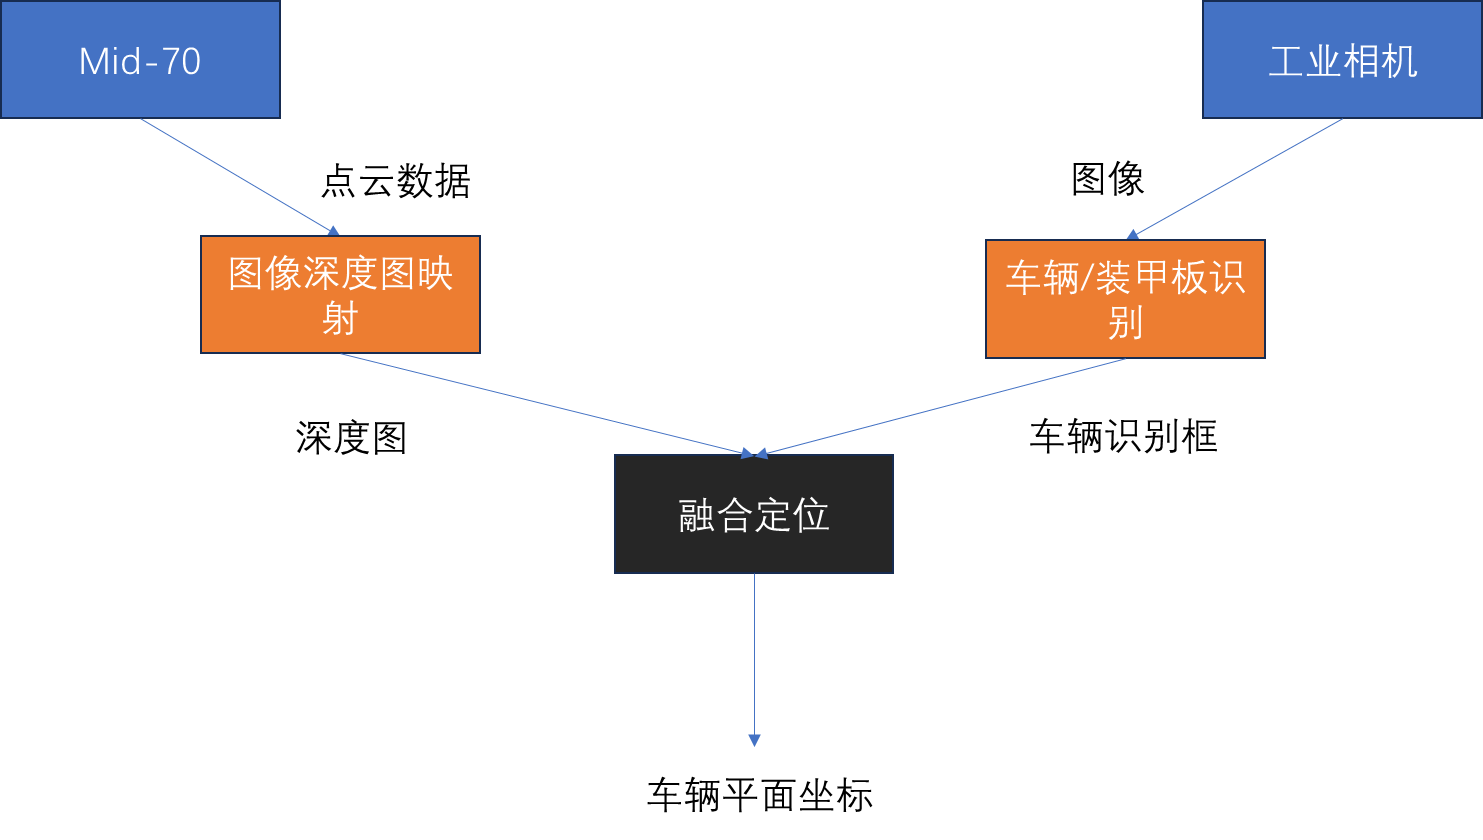 Mid-70
工业相机
点云数据
图像
图像深度图映
射
车辆/装甲板识
别
深度图
车辆识别框
融合定位
车辆平面坐标